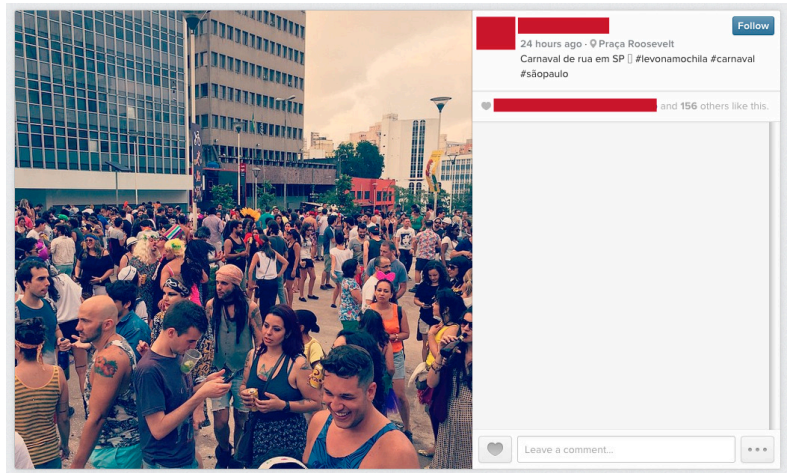 Follow
24 hours ago · Praça Roosevelt
Carnaval de rua em SP ▯ #levonamochila #carnaval
#sãopaulo
and 156 others like this.
Leave a comment...